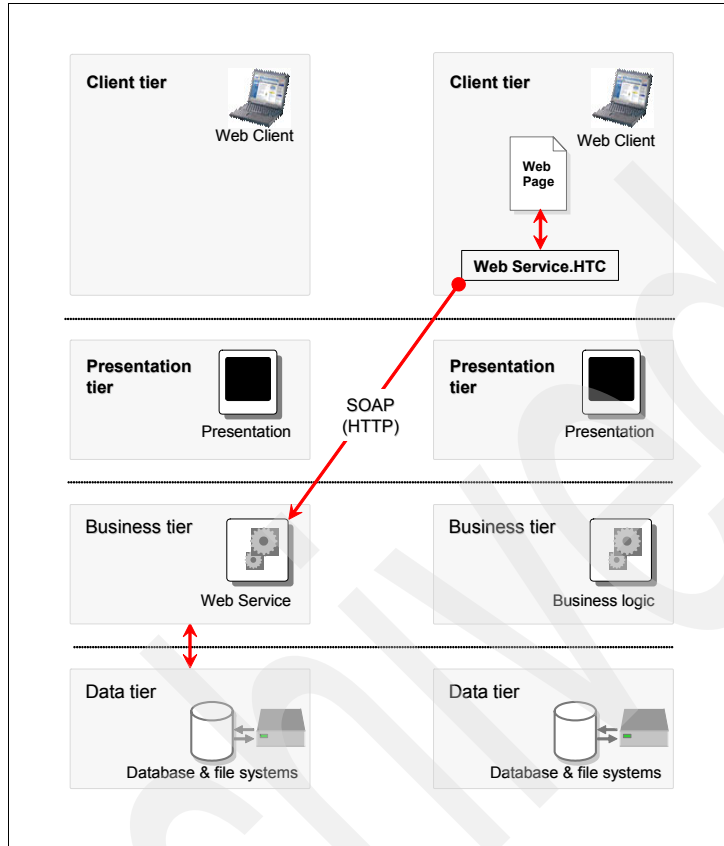 Client tier
Web Client
Client tier
Web Client
Web
Page
Web Service.HTC
Presentation
tier
Presentation
SOAP
(HTTP)
Presentation
tier
Presentation
Business tier
Web Service
Business tier
Business logic
Data tier
Database & file systems
Data tier
Database & file systems